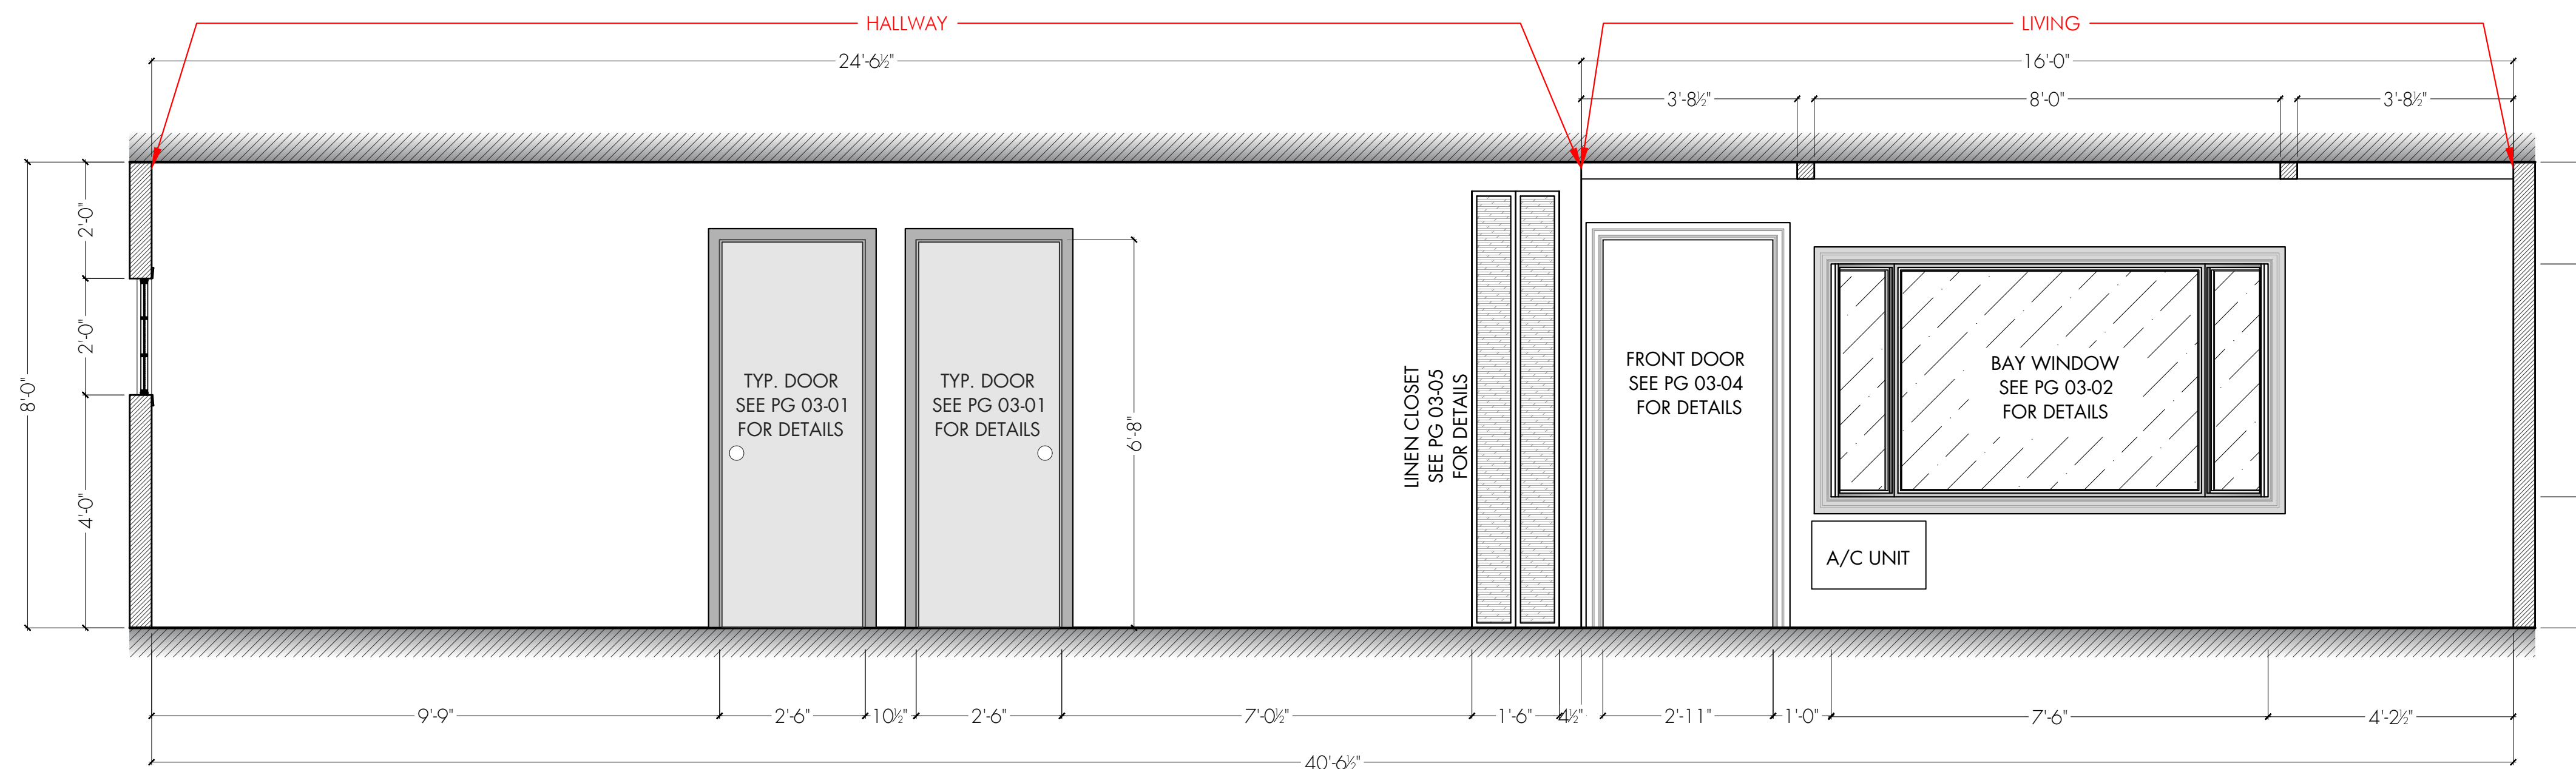 HALLWAY
LIVING
24'-6½"
16'-0"
3'-8½"
8'-0"
3'-8½"
8'-0"
2'-0"
2'-0"
4'-0"
TYP. DOOR
SEE PG 03-01
FOR DETAILS
TYP. DOOR
SEE PG 03-01
FOR DETAILS
6'-8"
LINEN CLOSET
SEE PG 03-05
FOR DETAILS
FRONT DOOR
SEE PG 03-04
FOR DETAILS
BAY WINDOW
SEE PG 03-02
FOR DETAILS
A/C UNIT
9'-9"
2'-6"
10½"
2'-6"
7'-0½"
1'-6"
4½"
2'-11"
1'-0"
7'-6"
4'-2½"
40'-6½"